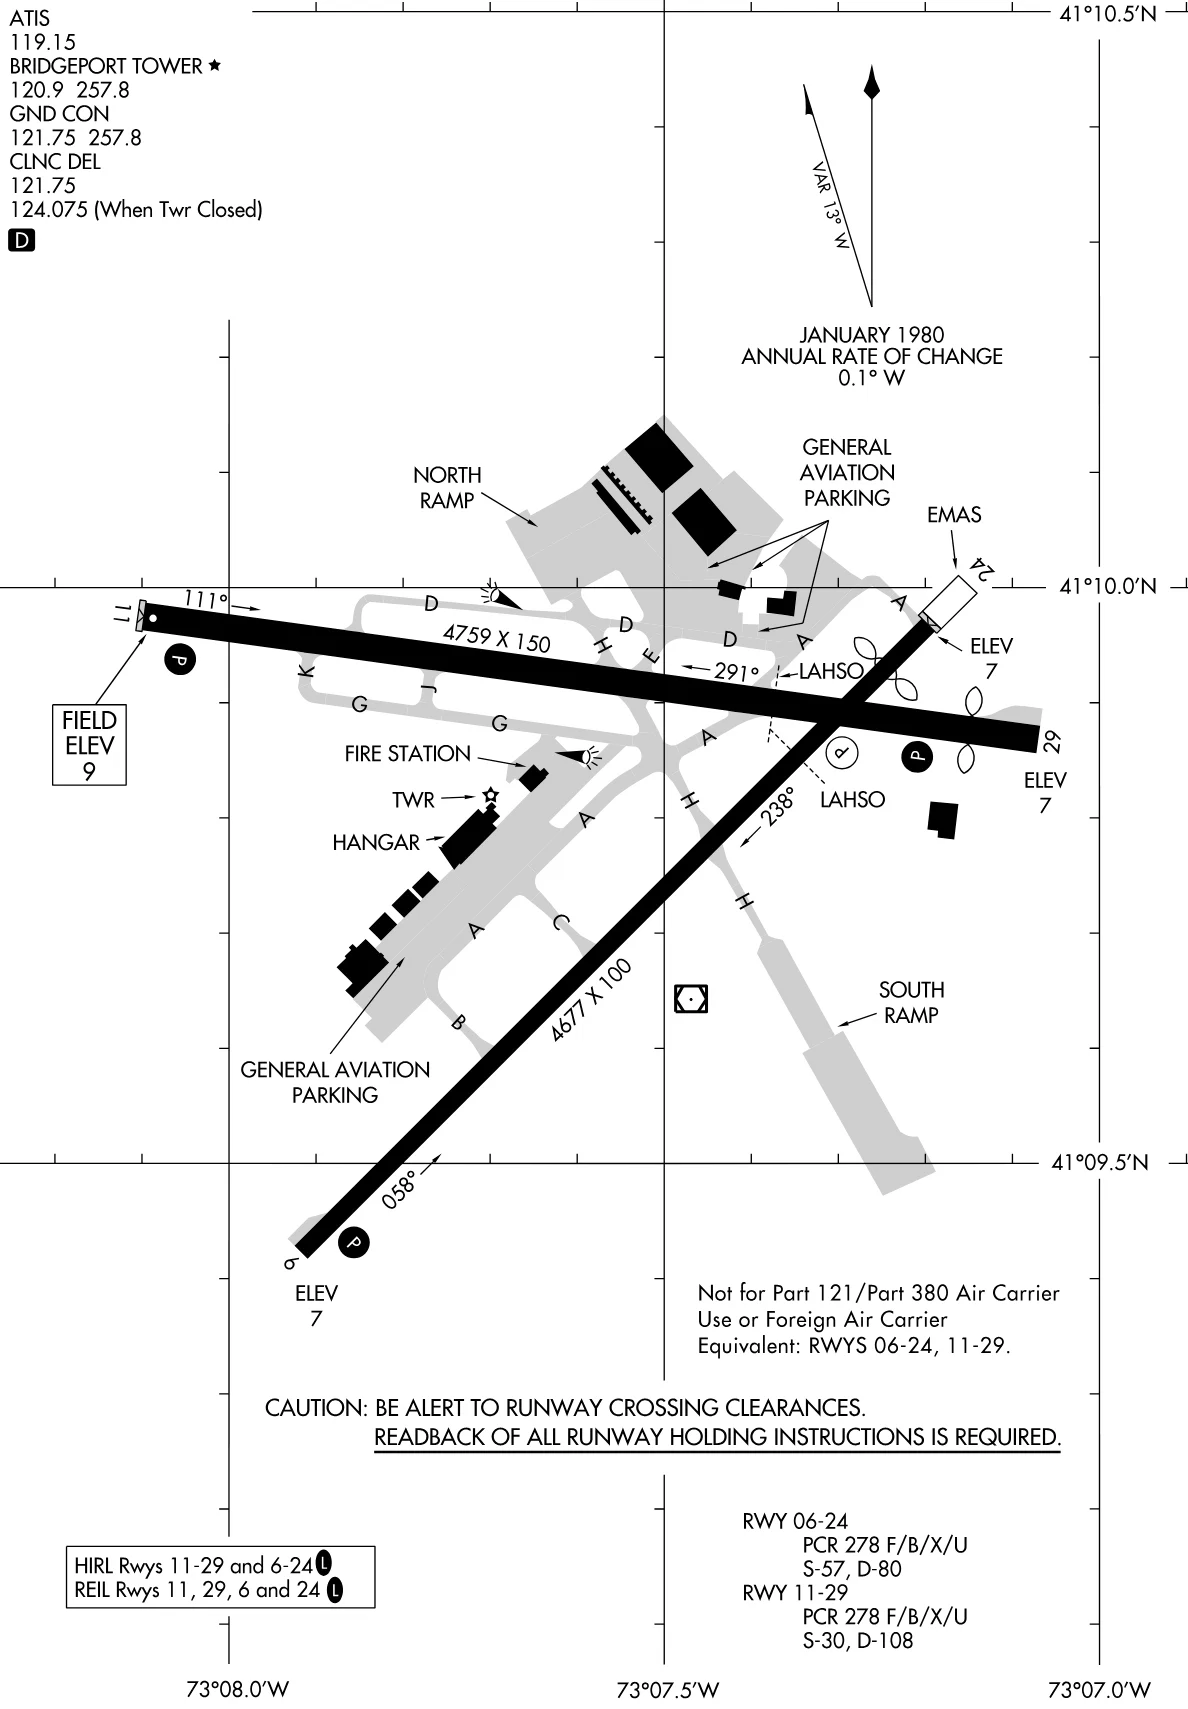 ATIS
119.15
BRIDGEPORT TOWER ★
120.9 257.8
GND CON
121.75 257.8
CLNC DEL
121.75
124.075 (When Twr Closed)
D
41°10.5'N
VAR 13° W
JANUARY 1980
ANNUAL RATE OF CHANGE
0.1° W
NORTH
RAMP
GENERAL
AVIATION
PARKING
EMAS
24
41°10.0'N
11
111°
D
4759 X 150
H
D
E
D
A
A
ELEV
7
291°
LAHSO
P
K
J
G
G
A
FIELD
ELEV
9
FIRE STATION
TWR
HANGAR
A
H
238°
P
P
29
ELEV
7
LAHSO
A
C
H
B
4677 X 100
SOUTH
RAMP
GENERAL AVIATION
PARKING
41°09.5'N
058°
P
6
ELEV
7
Not for Part 121/Part 380 Air Carrier
Use or Foreign Air Carrier
Equivalent: RWYS 06-24, 11-29.
CAUTION: BE ALERT TO RUNWAY CROSSING CLEARANCES.
READBACK OF ALL RUNWAY HOLDING INSTRUCTIONS IS REQUIRED.
RWY 06-24
PCR 278 F/B/X/U
S-57, D-80
RWY 11-29
PCR 278 F/B/X/U
S-30, D-108
HIRL Rwys 11-29 and 6-24 L
REIL Rwys 11, 29, 6 and 24 L
73°08.0'W
73°07.5'W
73°07.0'W